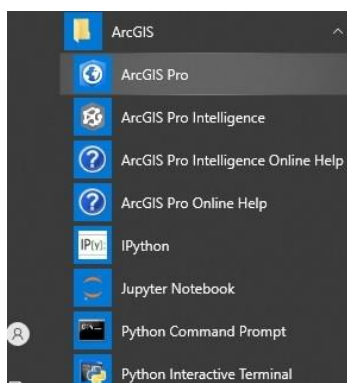 ArcGIS
ArcGIS Pro
ArcGIS Pro Intelligence
ArcGIS Pro Intelligence Online Help
ArcGIS Pro Online Help
IP[y]: IPython
Jupyter Notebook
Python Command Prompt
Python Interactive Terminal